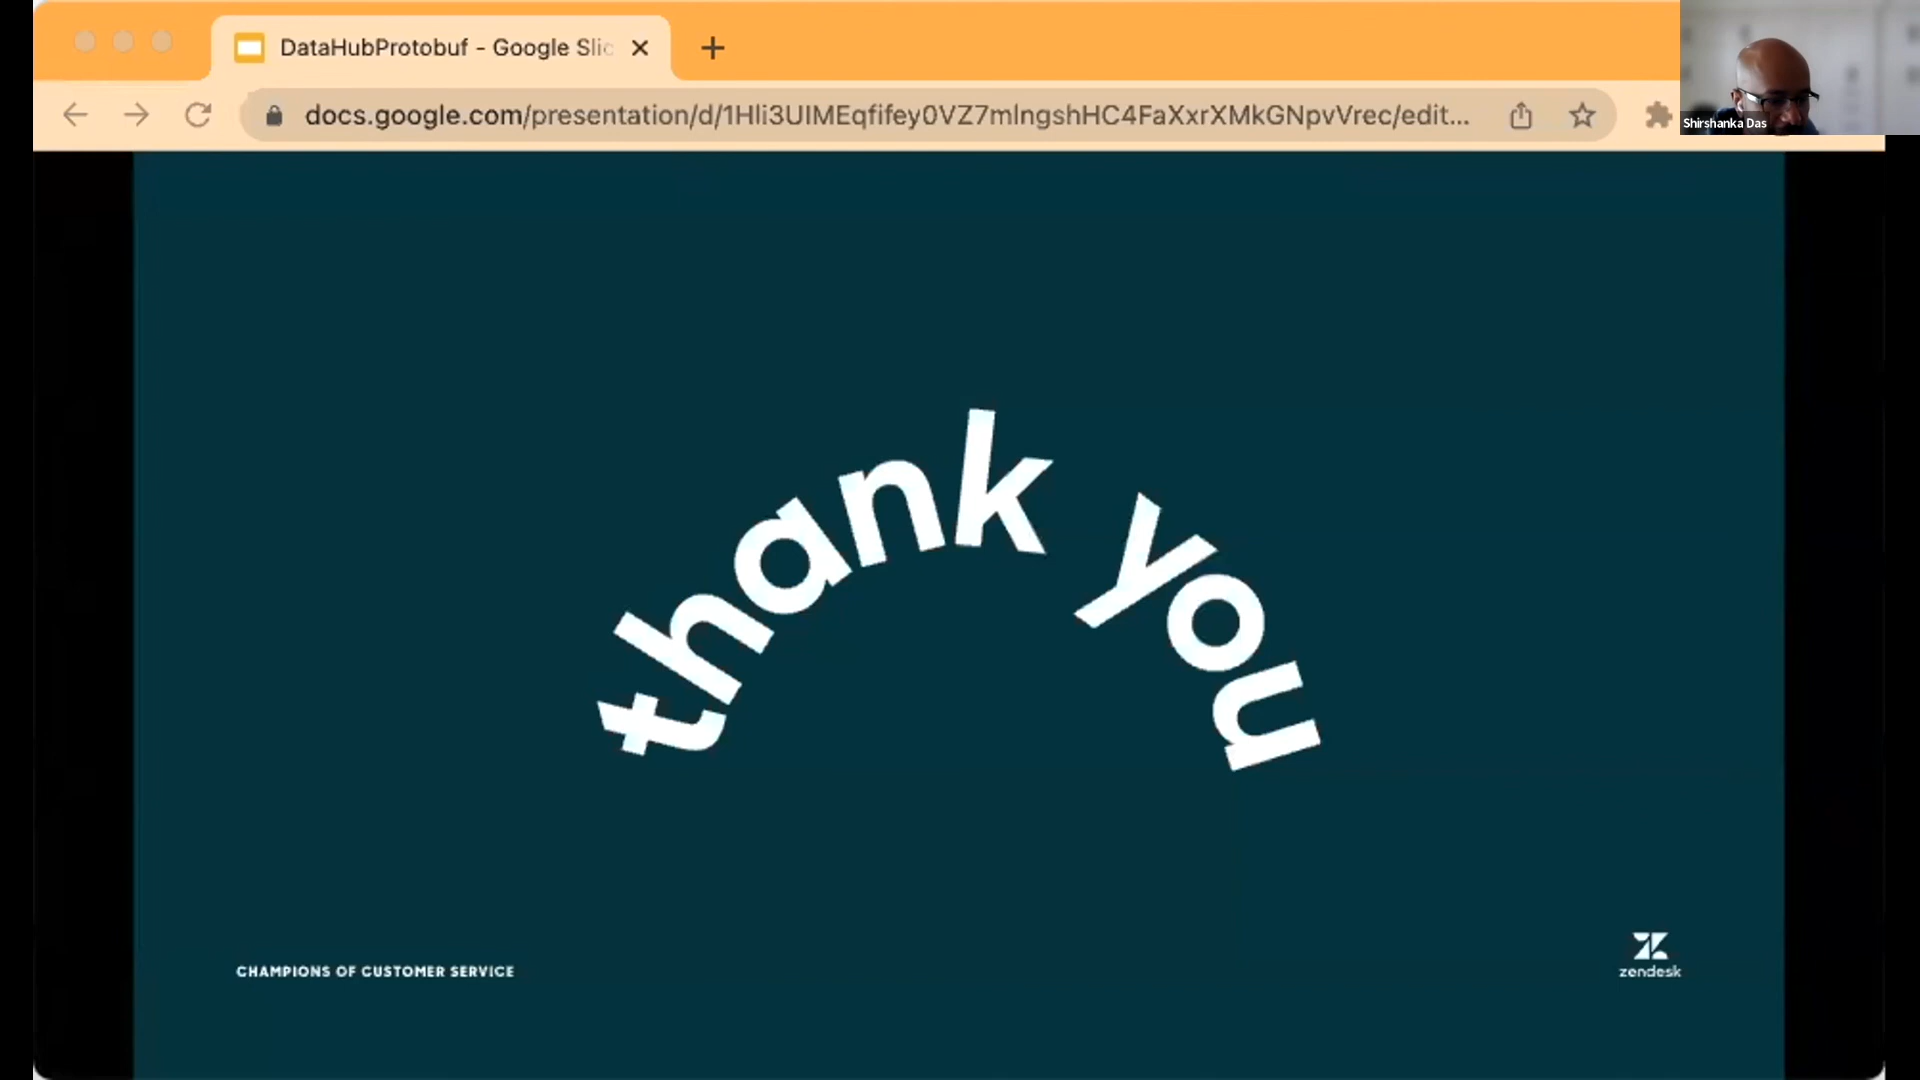 DataHubProtobuf - Google Slic
docs.google.com/presentation/d/1Hli3UIMEqfifey0VZ7mlngshHC4FaXxrXMkGNpvVrec/edit...
Shirshanka Das
thank you
CHAMPIONS OF CUSTOMER SERVICE
zendesk